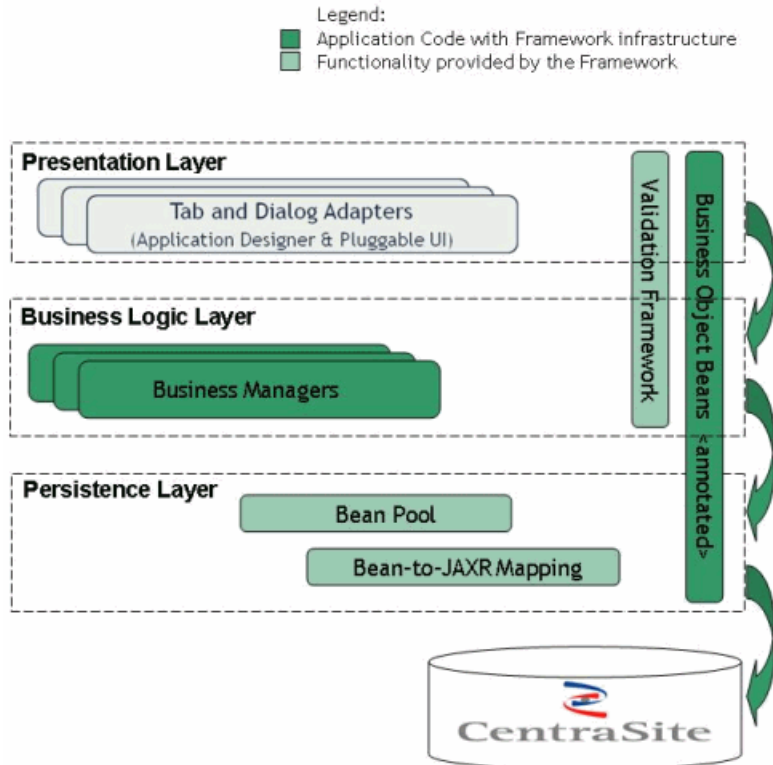 Legend:
Application Code with Framework infrastructure
Functionality provided by the Framework
Presentation Layer
Tab and Dialog Adapters
(Application Designer & Pluggable UI)
Validation Framework
Business Object Beans <annotated>
Business Logic Layer
Business Managers
Persistence Layer
Bean Pool
Bean-to-JAXR Mapping
CentraSite